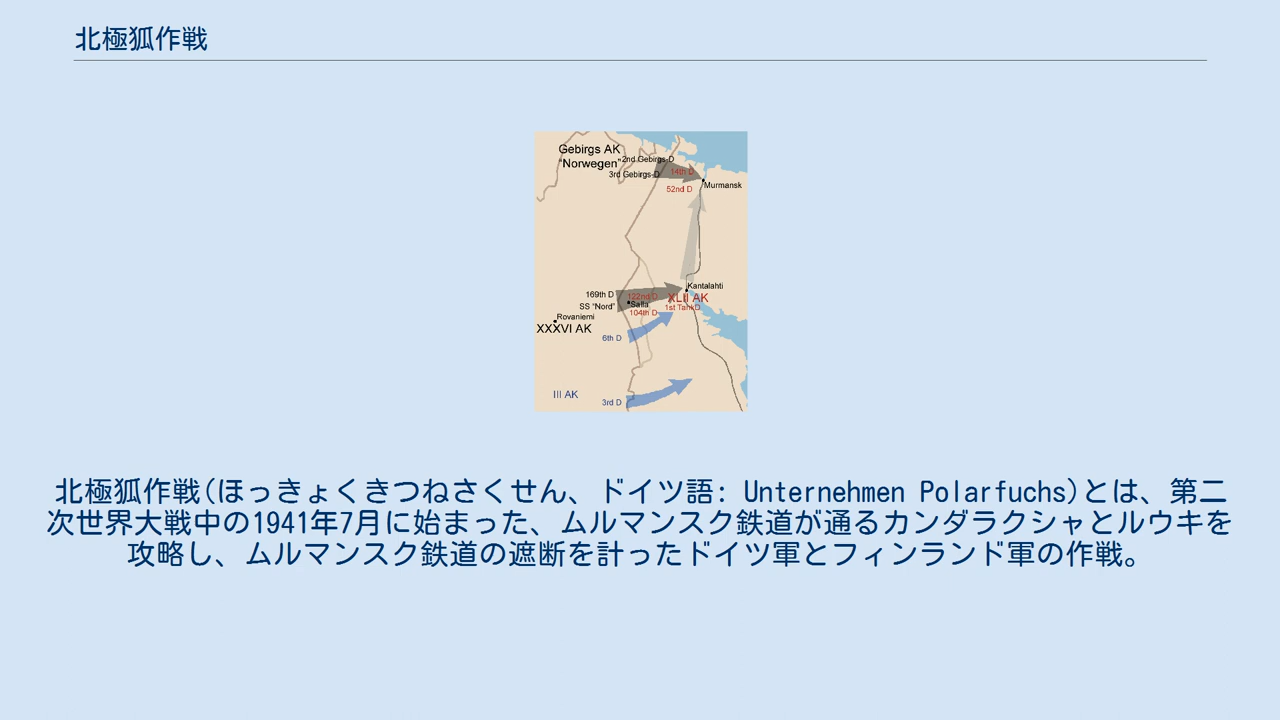 北極狐作戦
Gebirgs AK
"Norwegen"
2nd Gebirgs-D
3rd Gebirgs-D
14th D
52nd D
Murmansk
Kantalahti
169th D
122nd D
XLII AK
SS "Nord"
Salla
1st TankD
104th D
Rovaniemi
XXXVI AK
6th D
III AK
3rd D
北極狐作戦(ほっきょくきつねさくせん、ドイツ語: Unternehmen Polarfuchs)とは、第二
次世界大戦中の1941年7月に始まった、ムルマンスク鉄道が通るカンダラクシャとルウキを
攻略し、ムルマンスク鉄道の遮断を計ったドイツ軍とフィンランド軍の作戦。